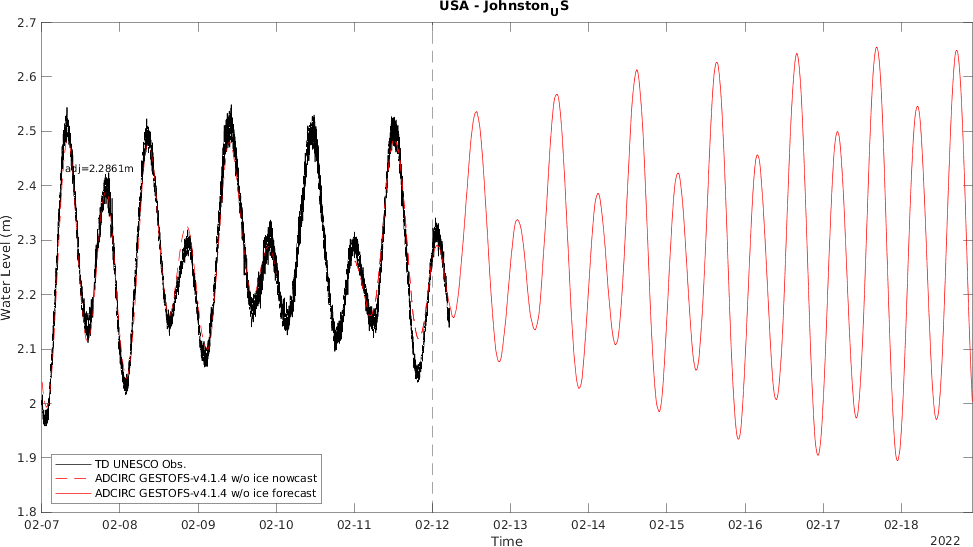 USA - Johnston_US
2.7
2.6
2.5
2.4
2.3
2.2
2.1
2
1.9
1.8
Water Level (m)
adj=2.2861m
TD UNESCO Obs.
ADCIRC GESTOFS-v4.1.4 w/o ice nowcast
ADCIRC GESTOFS-v4.1.4 w/o ice forecast
02-07 02-08 02-09 02-10 02-11 02-12 02-13 02-14 02-15 02-16 02-17 02-18
Time
2022